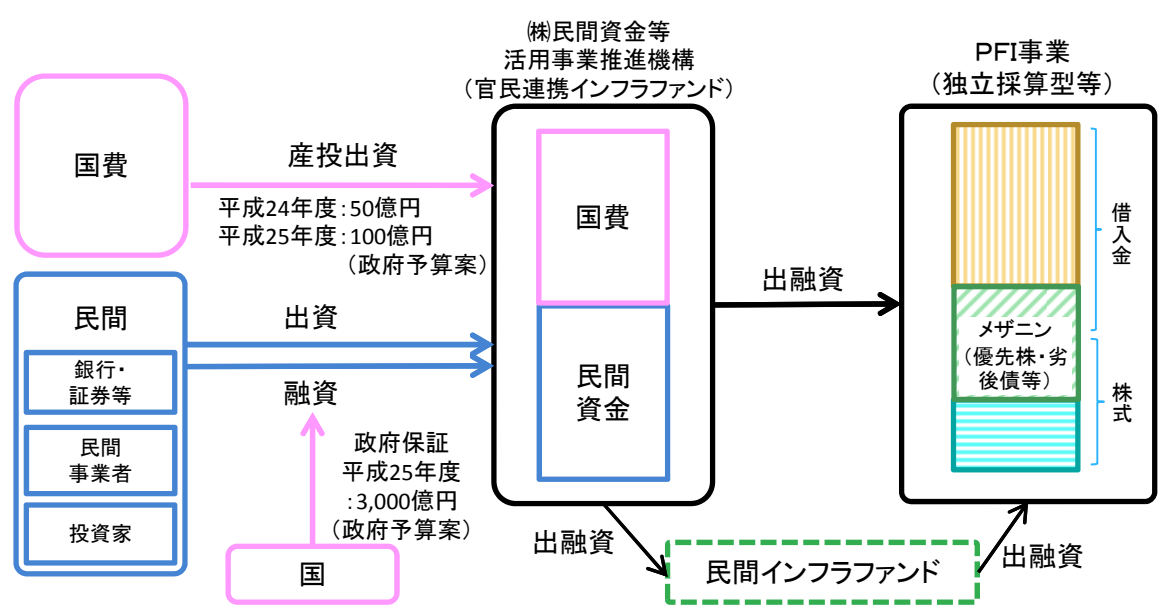 ㈱民間資金等
活用事業推進機構
（官民連携インフラファンド）
PFI事業
（独立採算型等）
国費
産投出資
平成24年度：50億円
平成25年度：100億円
（政府予算案）
民間
銀行・
証券等
民間
事業者
投資家
出資
融資
政府保証
平成25年度
：3,000億円
（政府予算案）
国
国費
民間
資金
出融資
借入金
メザニン
（優先株・劣
後債等）
株式
出融資
民間インフラファンド
出融資